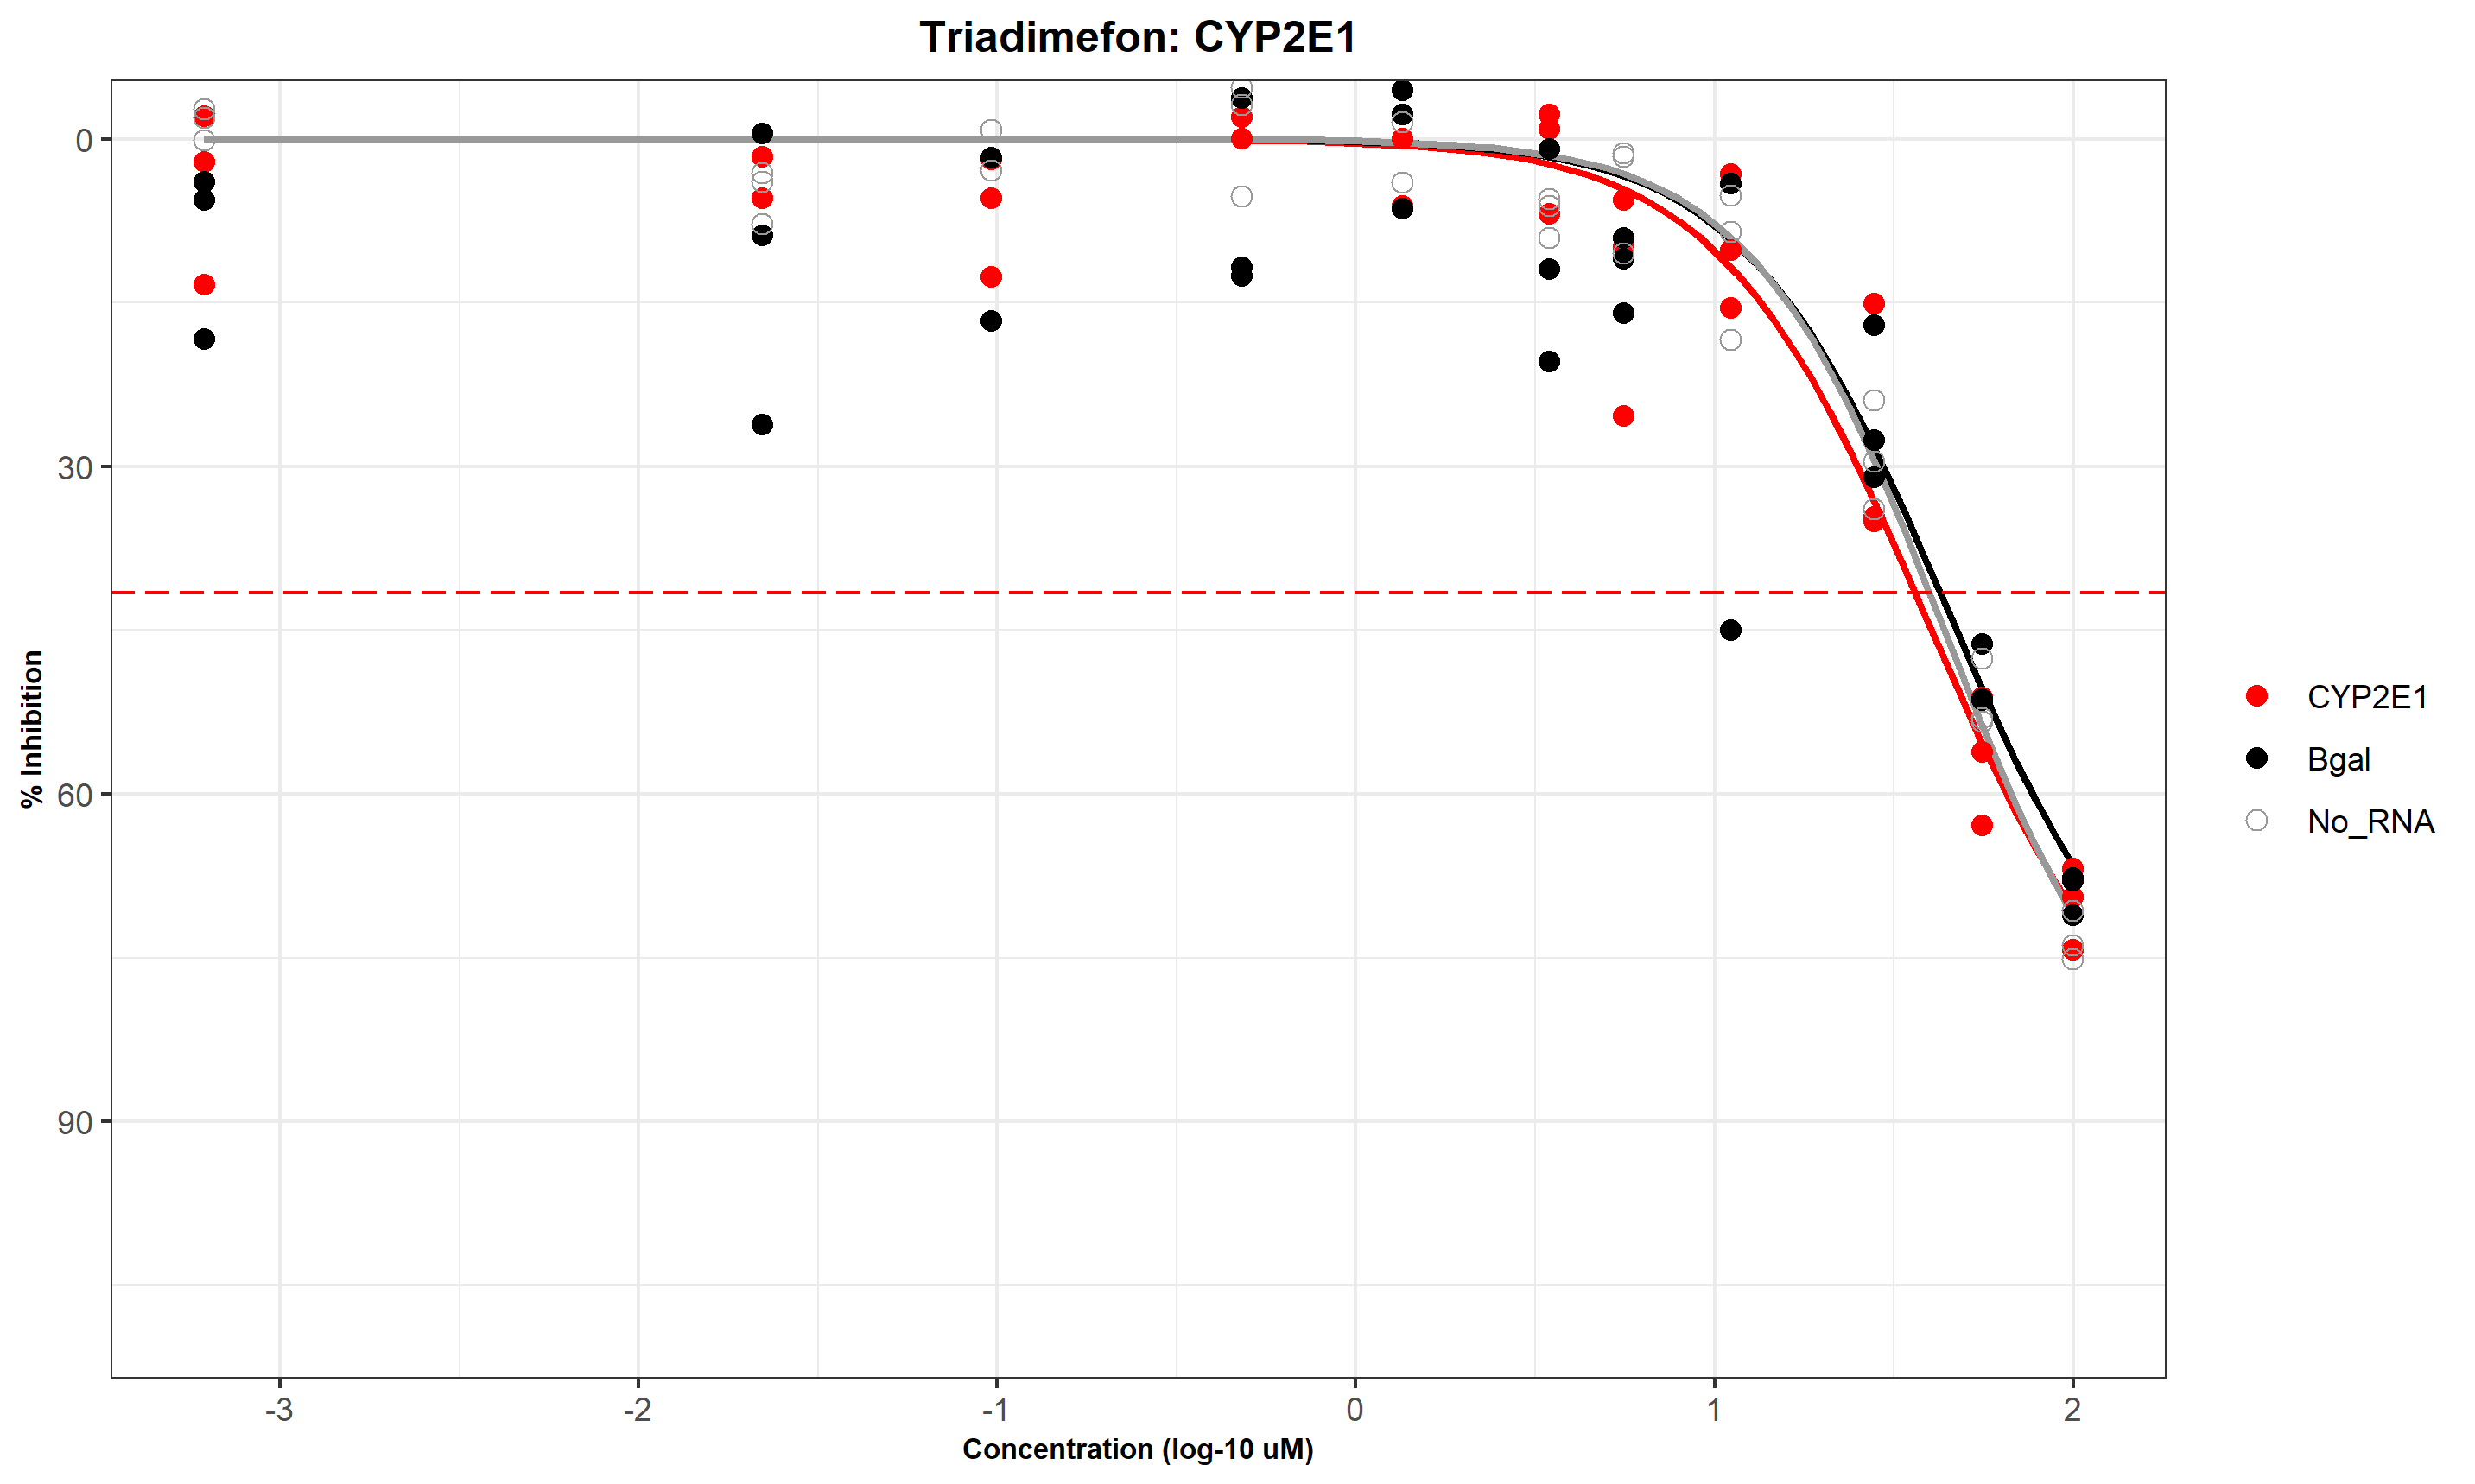 Triadimefon: CYP2E1
% Inhibition
0
30
60
90
-3
-2
-1
0
1
2
Concentration (log-10 uM)
CYP2E1
Bgal
No_RNA